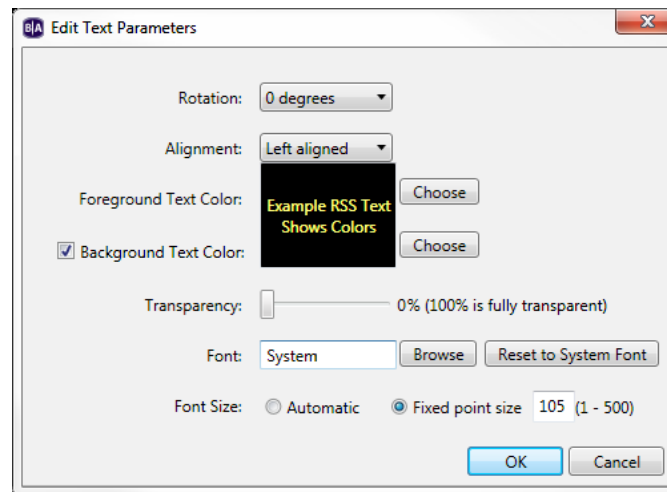 B A Edit Text Parameters
Rotation: 0 degrees
Alignment: Left aligned
Foreground Text Color: Choose
Example RSS Text
Shows Colors
Background Text Color: Choose
Transparency: 0% (100% is fully transparent)
Font: System Browse Reset to System Font
Font Size: Automatic Fixed point size 105 (1 - 500)
OK Cancel